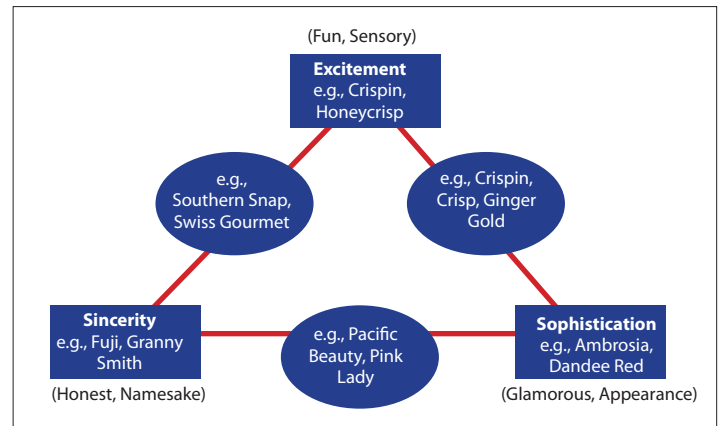 (Fun, Sensory)
Excitement
e.g., Crispin,
Honeycrisp
e.g.,
Southern Snap,
Swiss Gourmet
e.g., Crispin,
Crisp, Ginger
Gold
Sincerity
e.g., Fuji, Granny
Smith
(Honest, Namesake)
e.g., Pacific
Beauty, Pink
Lady
Sophistication
e.g., Ambrosia,
Dandee Red
(Glamorous, Appearance)